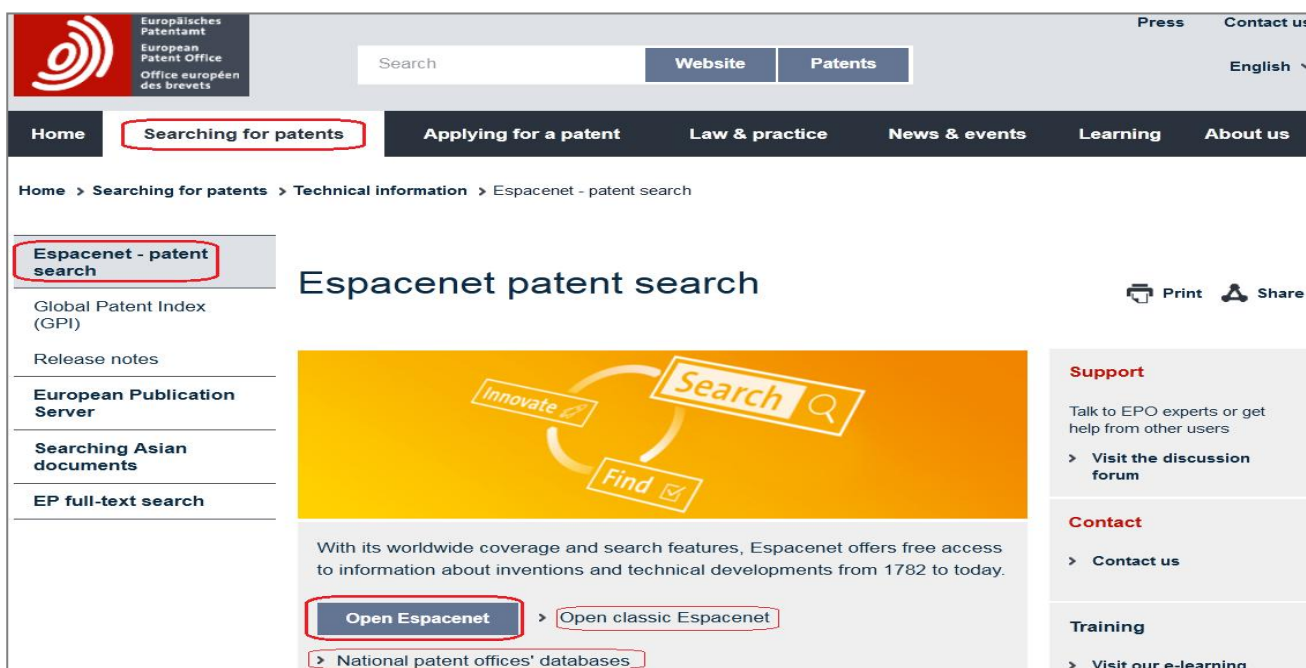 Europäisches
Patentamt
European
Patent Office
Office européen
des brevets
Search
Website
Patents
Press
Contact us
English
Home
Searching for patents
Applying for a patent
Law & practice
News & events
Learning
About us
Home > Searching for patents > Technical information > Espacenet - patent search
Espacenet - patent
search
Global Patent Index
(GPI)
Release notes
European Publication
Server
Searching Asian
documents
EP full-text search
Espacenet patent search
Print
Share
Innovate
Search
Find
With its worldwide coverage and search features, Espacenet offers free access
to information about inventions and technical developments from 1782 to today.
Open Espacenet
> Open classic Espacenet
> National patent offices' databases
Support
Talk to EPO experts or get
help from other users
> Visit the discussion
forum
Contact
> Contact us
Training
> Visit our e-learning